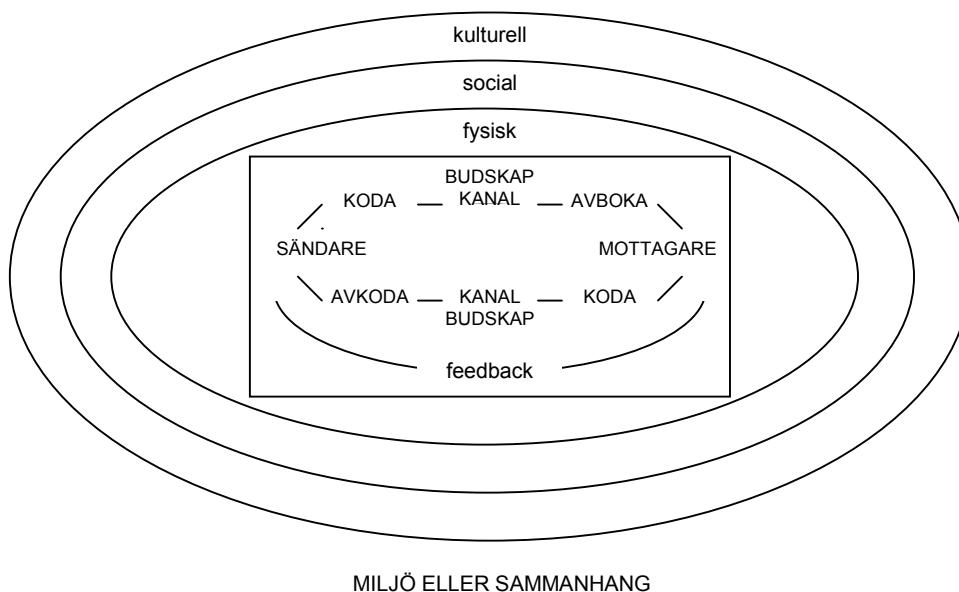 kulturell
social
fysisk
BUDSKAP
KODA KANAL AVBOKA
SÄNDARE MOTTAGARE
AVKODA KANAL KODA
BUDSKAP
feedback
MILJÖ ELLER SAMMANHANG